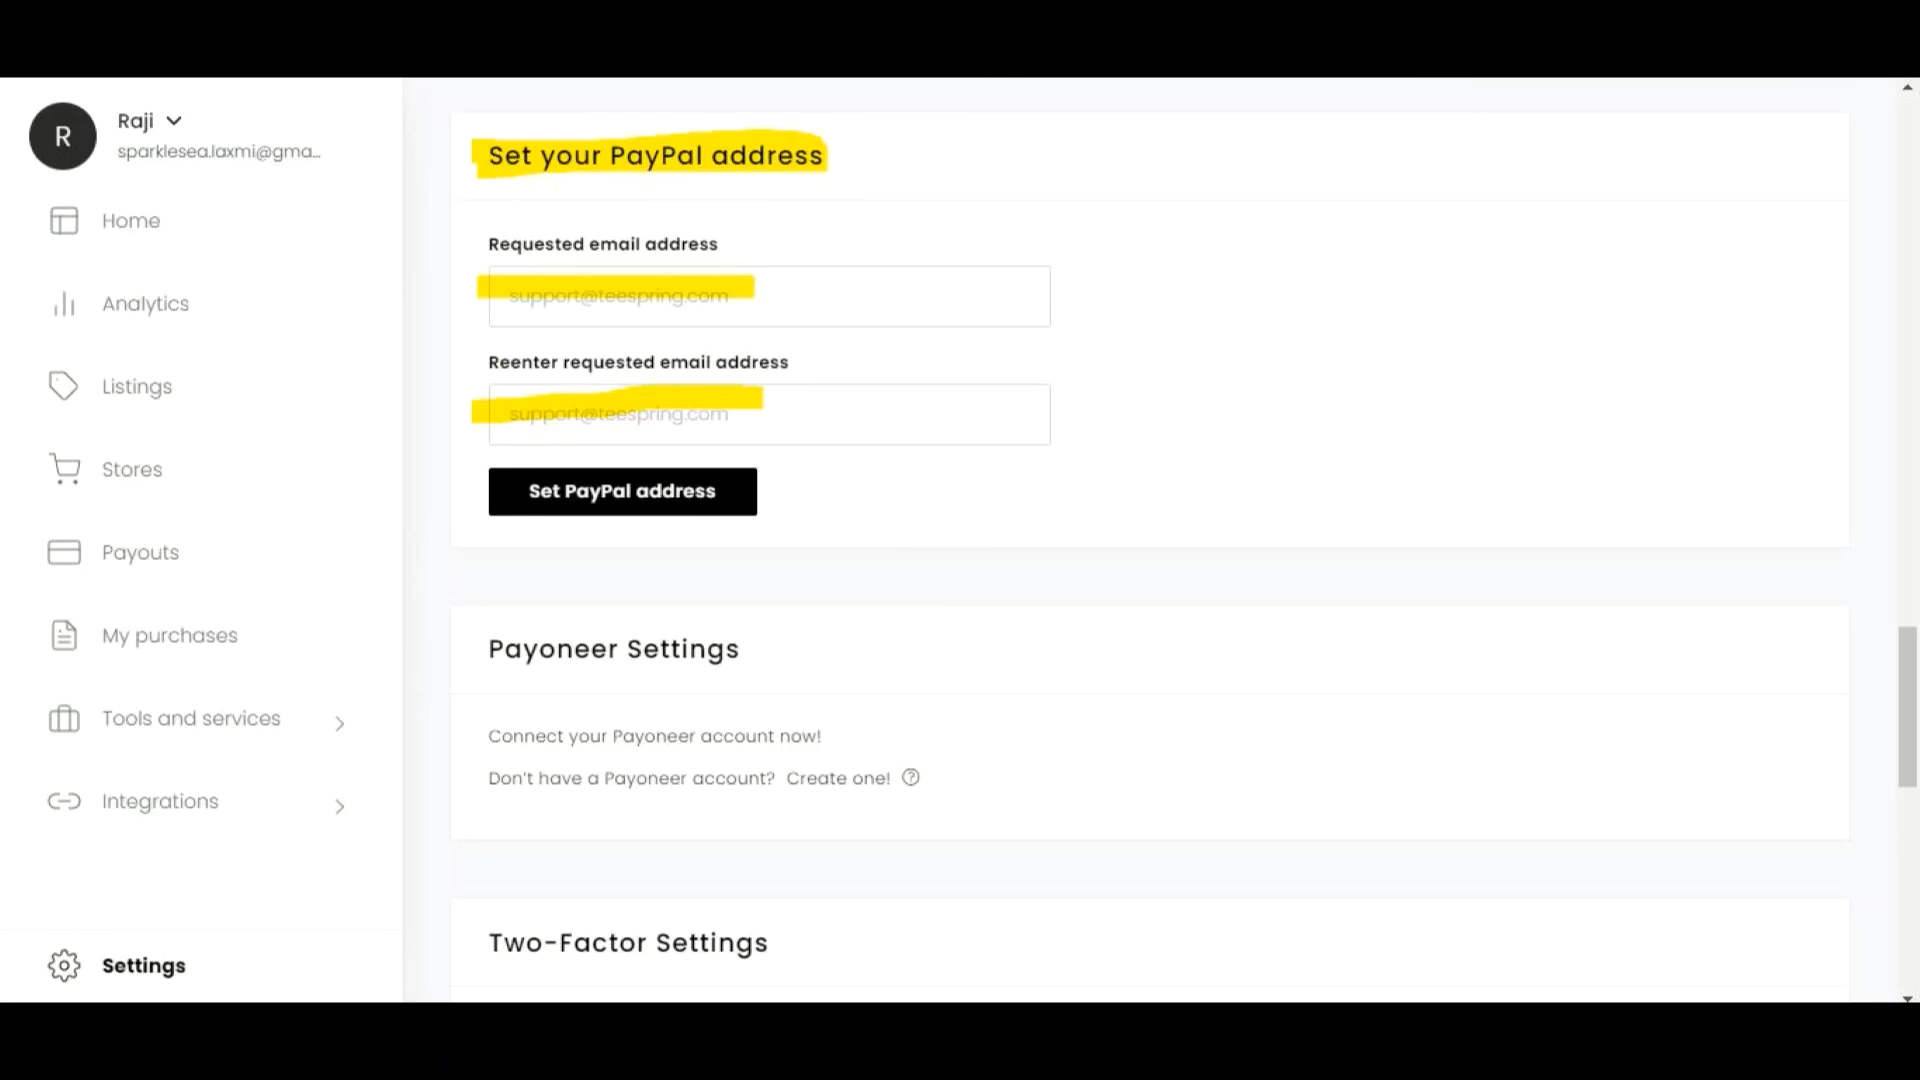 R
Raji
sparklesea.laxmi@gma...
Home
Analytics
Listings
Stores
Payouts
My purchases
Tools and services
Integrations
Settings
Set your PayPal address
Requested email address
support@teespring.com
Reenter requested email address
support@teespring.com
Set PayPal address
Payoneer Settings
Connect your Payoneer account now!
Don't have a Payoneer account? Create one! ?
Two-Factor Settings